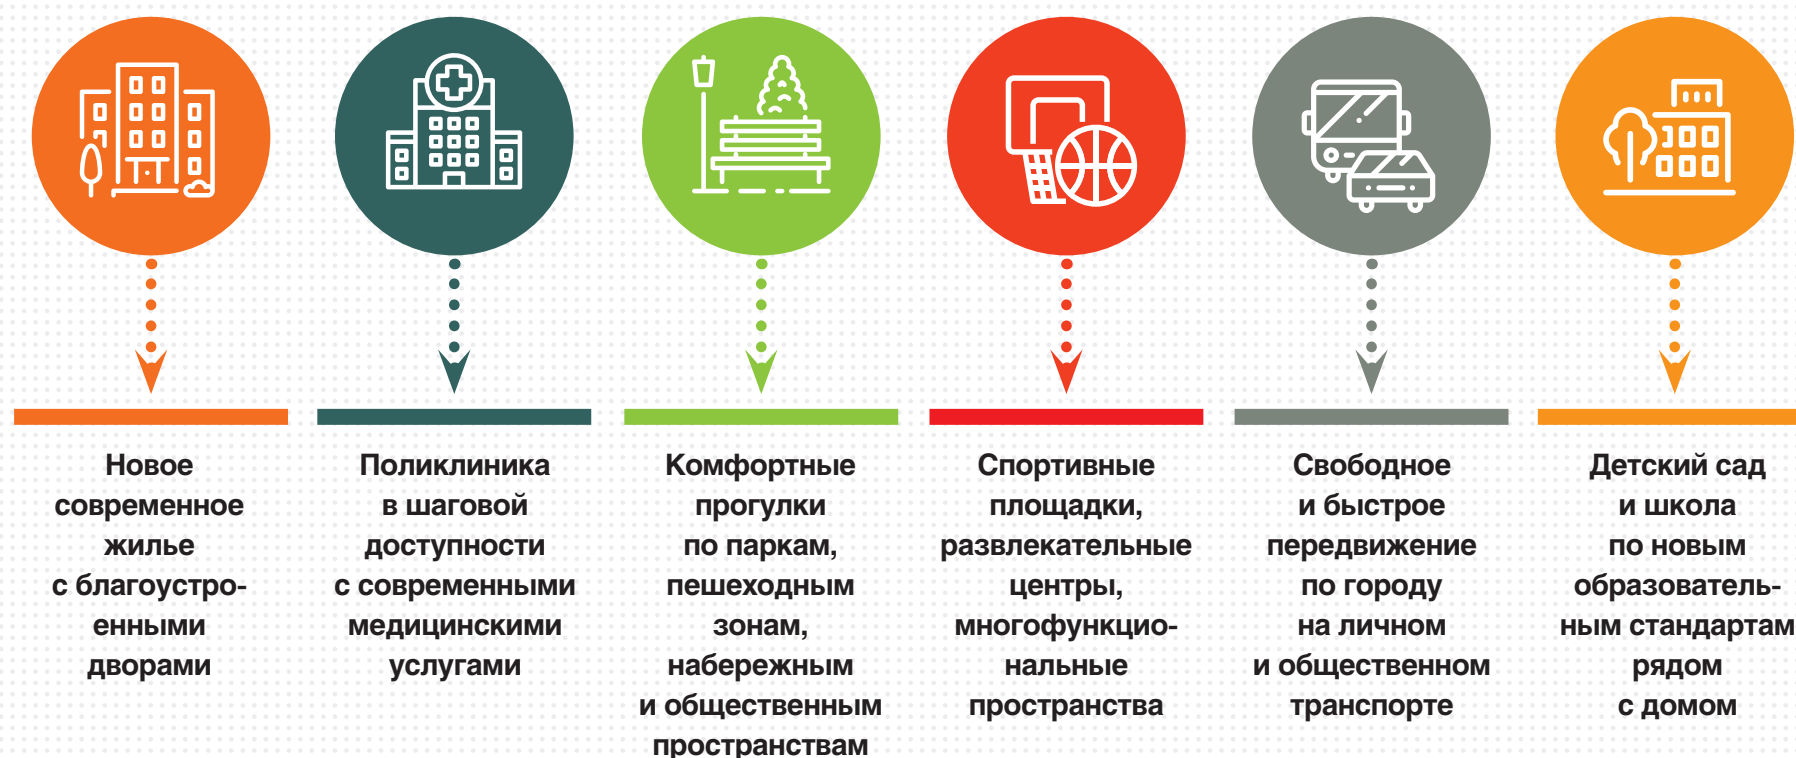 Новое
современное
жилье
с благоустро-
енными
дворами
Поликлиника
в шаговой
доступности
с современными
медицинскими
услугами
Комфортные
прогулки
по паркам,
пешеходным
зонам,
набережным
и общественным
пространствам
Спортивные
площадки,
развлекательные
центры,
многофункцио-
нальные
пространства
Свободное
и быстрое
передвижение
по городу
на личном
и общественном
транспорте
Детский сад
и школа
по новым
образователь-
ным стандартам
рядом
с домом